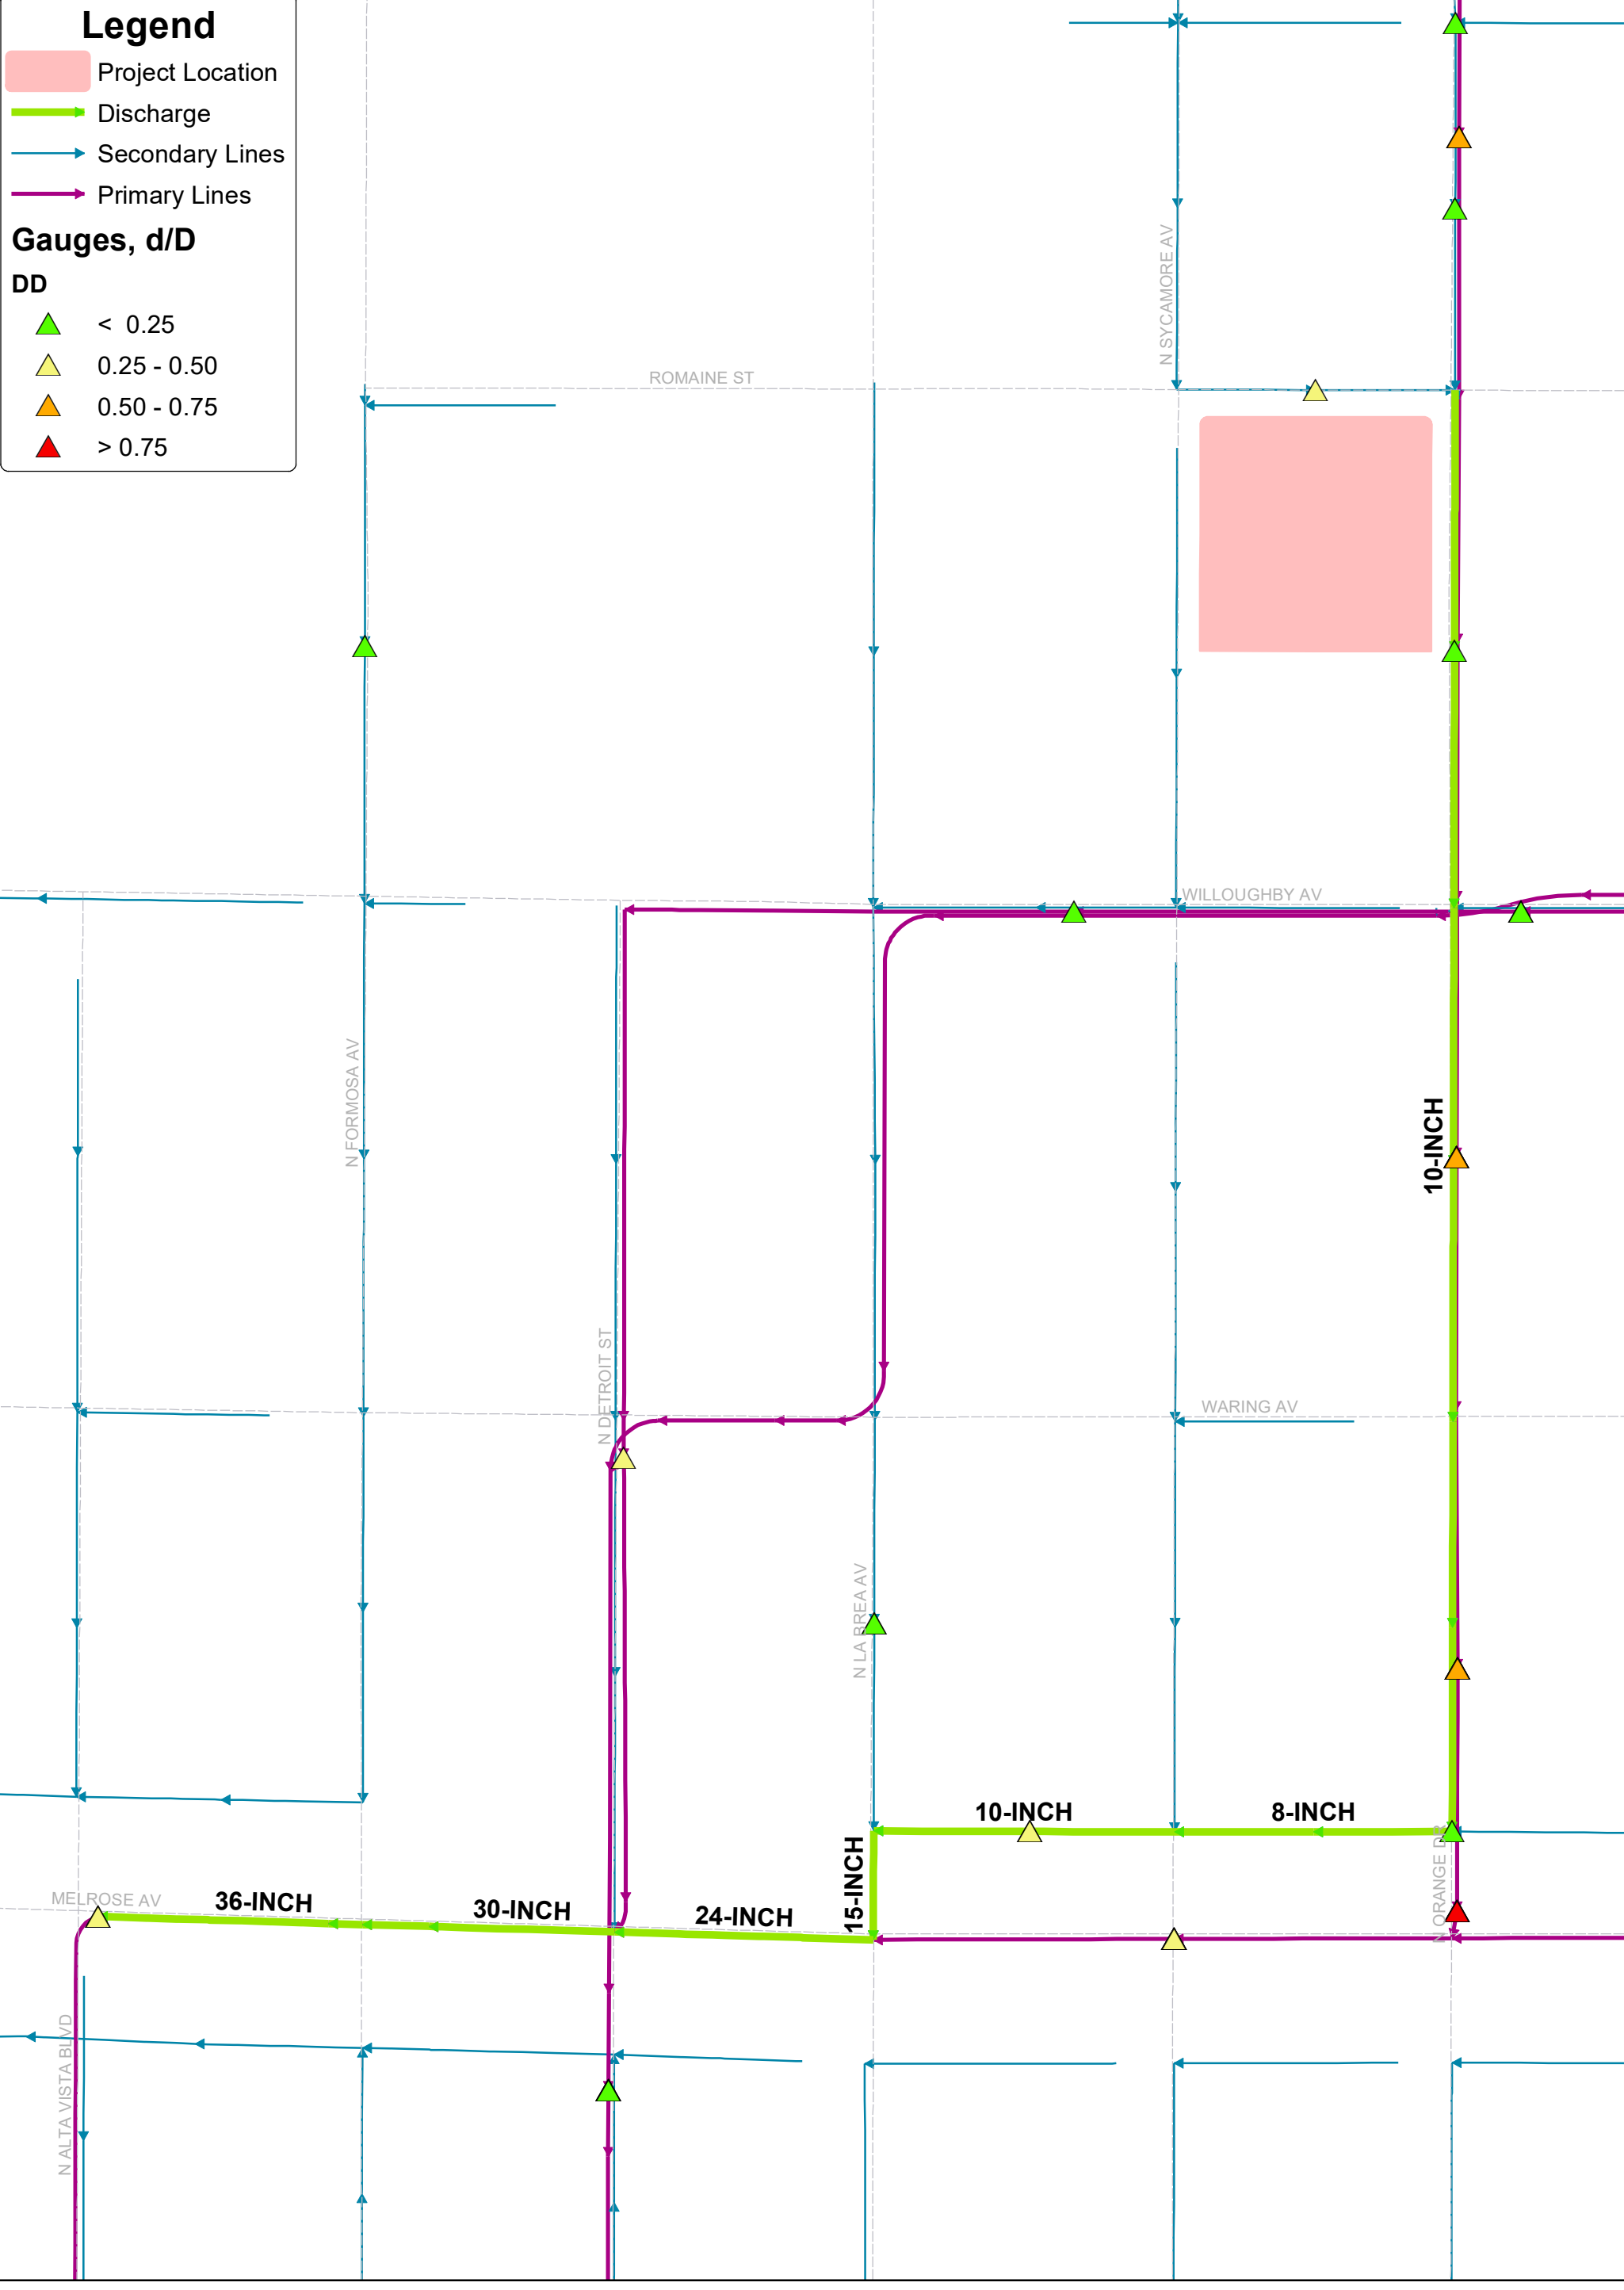 Legend
Project Location
Discharge
Secondary Lines
Primary Lines
Gauges, d/D
DD
< 0.25
0.25 - 0.50
0.50 - 0.75
> 0.75
N SYCAMORE AV
ROMAINE ST
WILLOUGHBY AV
N FORMOSA AV
10-INCH
N DETROIT ST
WARING AV
N LA BREA AV
10-INCH
8-INCH
N ORANGE DR
15-INCH
MELROSE AV
36-INCH
30-INCH
24-INCH
N ALTA VISTA BLVD